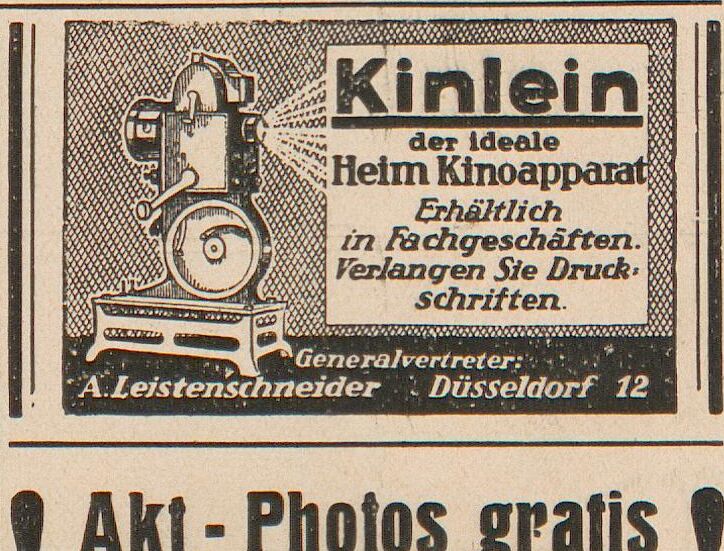 Kinlein
der ideale
Heim Kinoapparat
Erhältlich
in Fachgeschäften.
Verlangen Sie Druck-
schriften.
Generalvertreter:
A. Leistenschneider Düsseldorf 12
! Akt - Photos gratis !